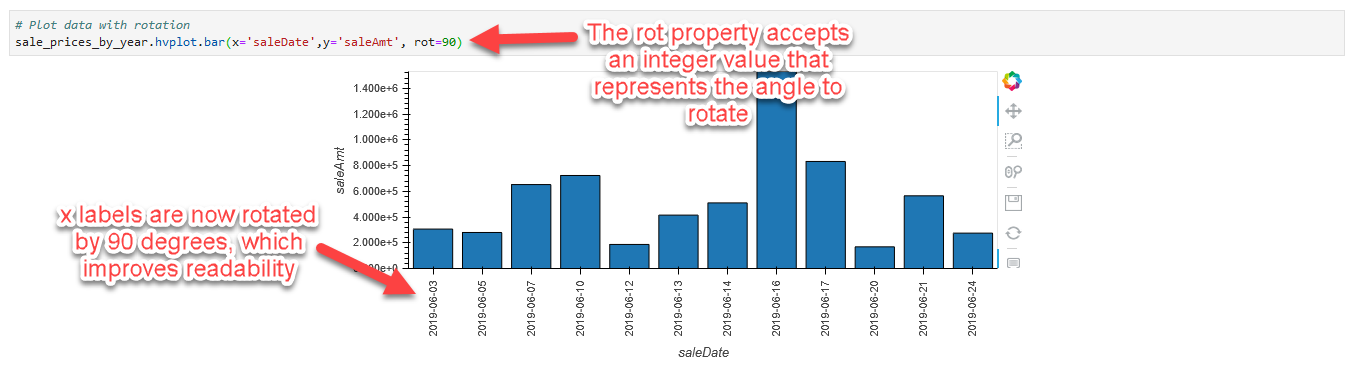 # Plot data with rotation
sale_prices_by_year.hvplot.bar(x='saleDate',y='saleAmt', rot=90)
The rot property accepts
an integer value that
represents the angle to
rotate
1.400e+6
1.200e+6
1.000e+6
8.000e+5
6.000e+5
4.000e+5
2.000e+5
saleAmt
x labels are now rotated
by 90 degrees, which
improves readability
2019-06-03
2019-06-05
2019-06-07
2019-06-10
2019-06-12
2019-06-13
2019-06-14
2019-06-16
2019-06-17
2019-06-20
2019-06-21
2019-06-24
saleDate